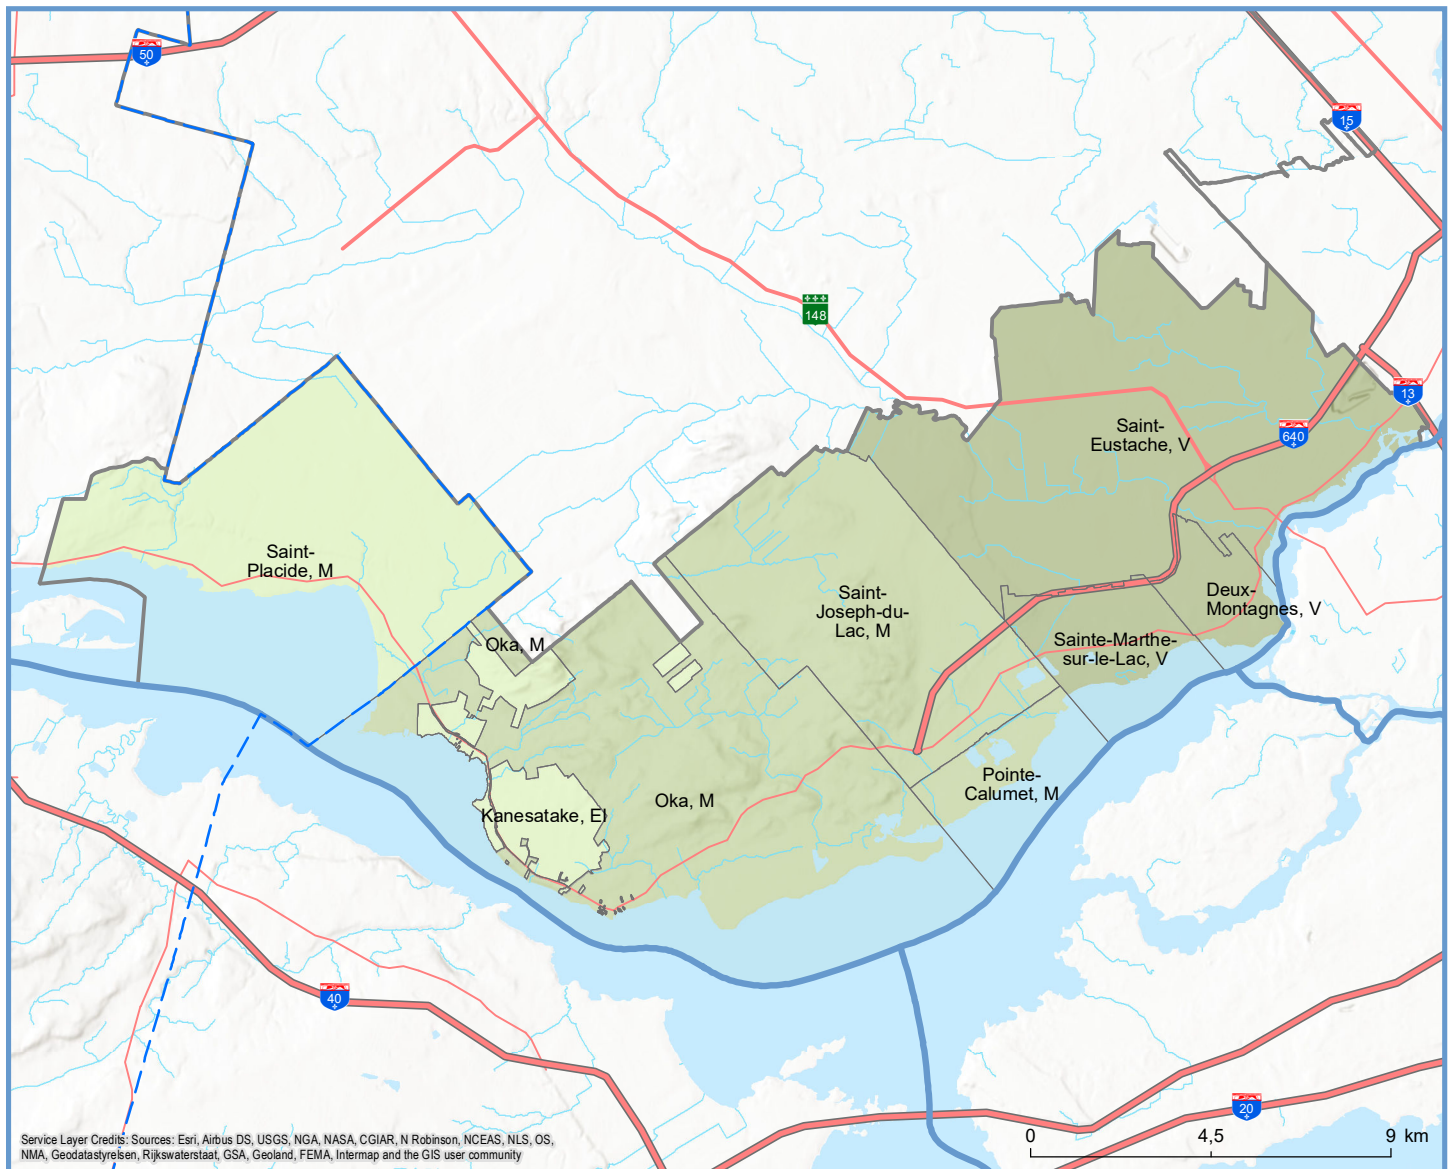 50
15
148
13
Saint-
Eustache, V
640
Saint-
Placide, M
Saint-
Joseph-du-
Lac, M
Deux-
Montagnes, V
Oka, M
Sainte-Marthe-
sur-le-Lac, V
Pointe-
Calumet, M
Oka, M
Kanesatake, EI
40
20
0 4,5 9 km
Service Layer Credits: Sources: Esri, Airbus DS, USGS, NGA, NASA, CGIAR, N Robinson, NCEAS, NLS, OS,
NMA, Geodatastyrelsen, Rijkswaterstaat, GSA, Geoland, FEMA, Intermap and the GIS user community